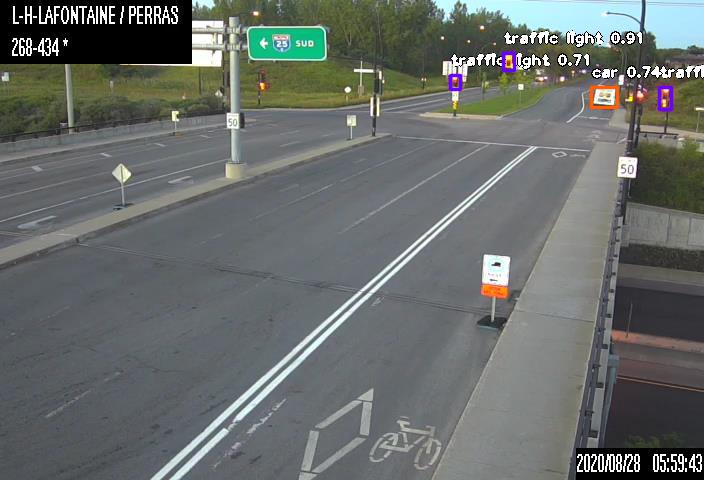 L-H-LAFONTAINE / PERRAS
268-434 *
25 SUD
traffic light 0.91
traffic light 0.71
car 0.74
traffi
50
50
2020/08/28 05:59:43